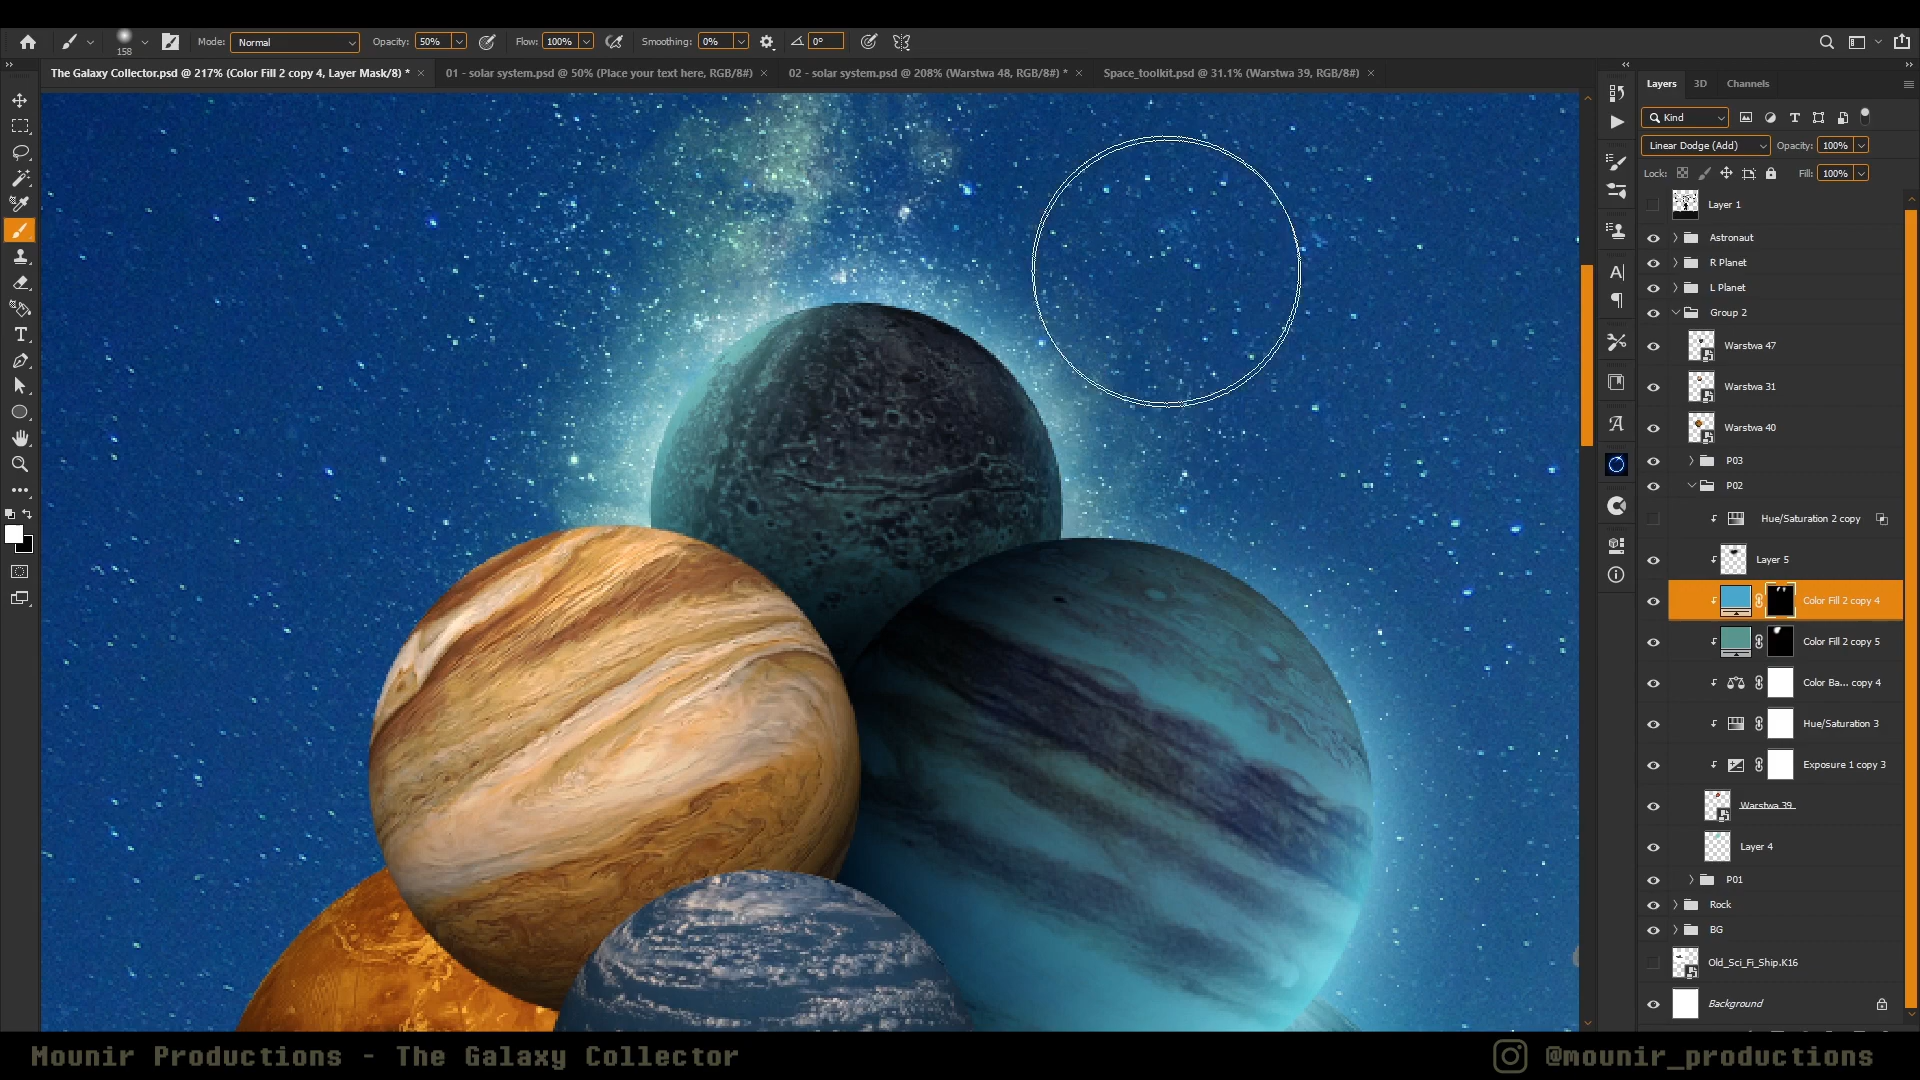 158
Mode: Normal Opacity: 50% Flow: 100% Smoothing: 0% 0°
The Galaxy Collector.psd @ 217% (Color Fill 2 copy 4, Layer Mask/8) *
01 - solar system.psd @ 50% (Place your text here, RGB/8#)
02 - solar system.psd @ 208% (Warstwa 48, RGB/8#) *
Space_toolkit.psd @ 31.1% (Warstwa 39, RGB/8#)
Layers 3D Channels
Kind
Linear Dodge (Add) Opacity: 100%
Lock: Fill: 100%
Layer 1
Astronaut
R Planet
L Planet
Group 2
Warstwa 47
Warstwa 31
Warstwa 40
P03
P02
Hue/Saturation 2 copy
Layer 5
Color Fill 2 copy 4
Color Fill 2 copy 5
Color Ba... copy 4
Hue/Saturation 3
Exposure 1 copy 3
Warstwa 39
Layer 4
P01
Rock
BG
Old_Sci_Fi_Ship.K16
Background
Mounir Productions - The Galaxy Collector
@mounir_productions